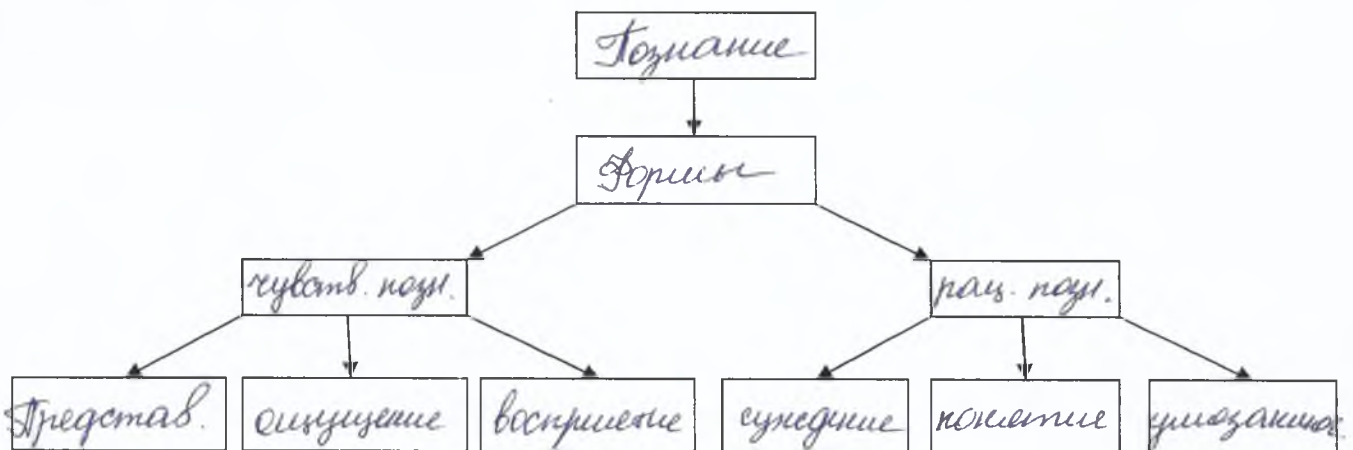 Познание
Формы
чувств. позн.
рац. позн.
Представ.
ощущение
восприятие
суждение
понятие
умозаключ.